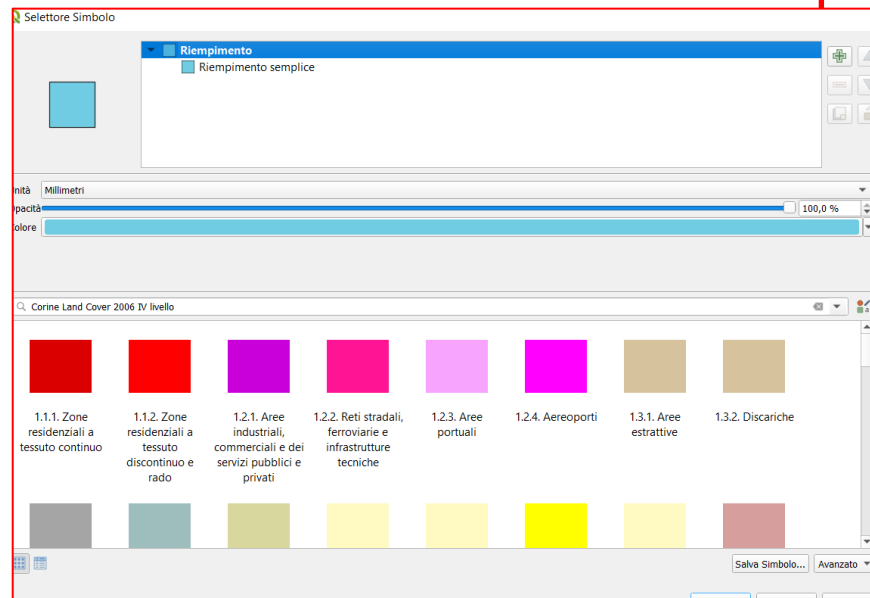 Selettore Simbolo
Riempimento
Riempimento semplice
Unità Millimetri
Opacità 100,0 %
Colore
Corine Land Cover 2006 IV livello
1.1.1. Zone
residenziali a
tessuto continuo
1.1.2. Zone
residenziali a
tessuto
discontinuo e
rado
1.2.1. Aree
industriali,
commerciali e dei
servizi pubblici e
privati
1.2.2. Reti stradali,
ferroviarie e
infrastrutture
tecniche
1.2.3. Aree
portuali
1.2.4. Aereoporti
1.3.1. Aree
estrattive
1.3.2. Discariche
Salva Simbolo... Avanzato